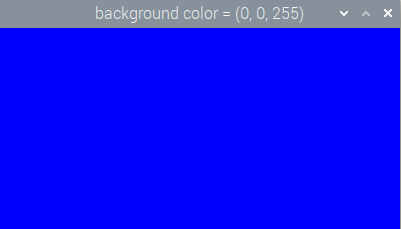 background color = (0, 0, 255)